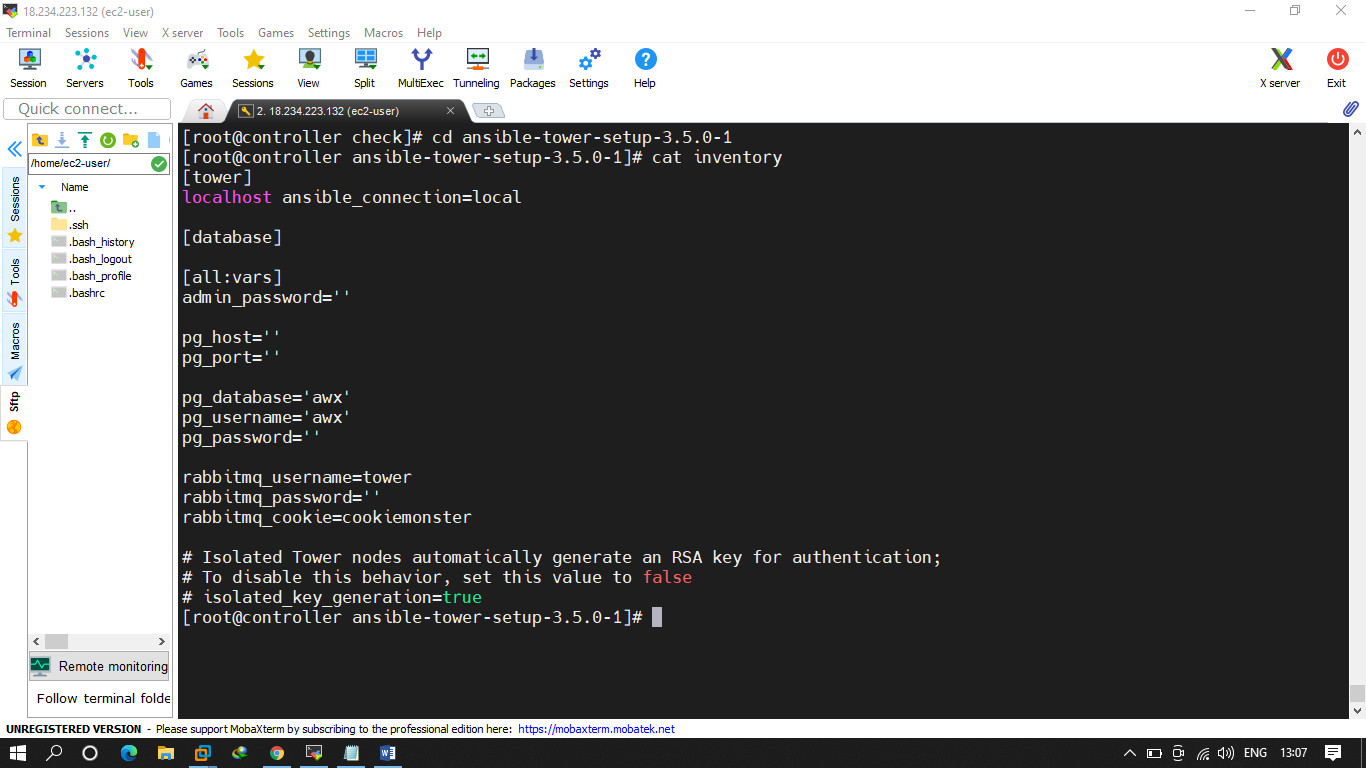 18.234.223.132 (ec2-user)
Terminal Sessions View X server Tools Games Settings Macros Help
Session Servers Tools Games Sessions View Split MultiExec Tunneling Packages Settings Help X server Exit
Quick connect...
2. 18.234.223.132 (ec2-user)
/home/ec2-user/
Name
..
.ssh
.bash_history
.bash_logout
.bash_profile
.bashrc
Sessions
Tools
Macros
Sftp
Remote monitoring
Follow terminal folde
[root@controller check]# cd ansible-tower-setup-3.5.0-1
[root@controller ansible-tower-setup-3.5.0-1]# cat inventory
[tower]
localhost ansible_connection=local
[database]
[all:vars]
admin_password=''
pg_host=''
pg_port=''
pg_database='awx'
pg_username='awx'
pg_password=''
rabbitmq_username=tower
rabbitmq_password=''
rabbitmq_cookie=cookiemonster
# Isolated Tower nodes automatically generate an RSA key for authentication;
# To disable this behavior, set this value to false
# isolated_key_generation=true
[root@controller ansible-tower-setup-3.5.0-1]#
UNREGISTERED VERSION - Please support MobaXterm by subscribing to the professional edition here: https://mobaxterm.mobatek.net
ENG 13:07